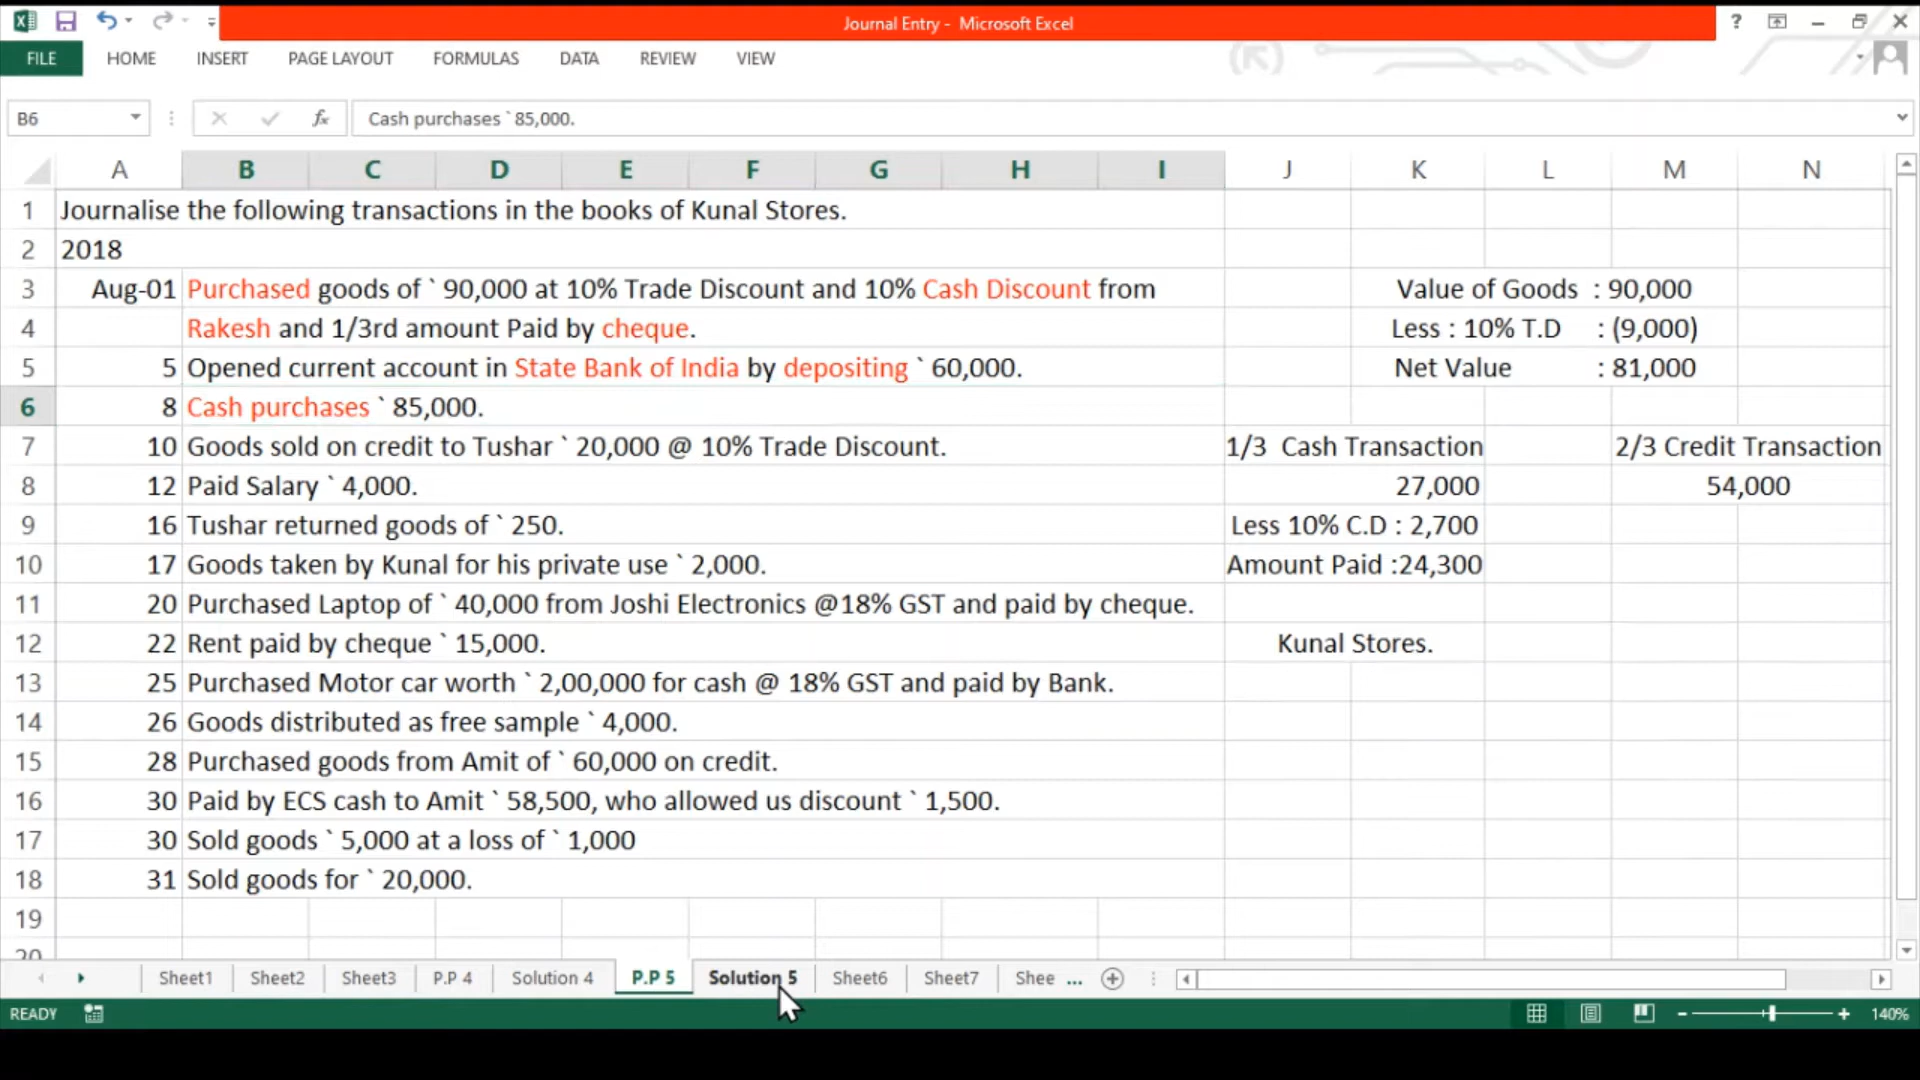 Journal Entry - Microsoft Excel
FILE HOME INSERT PAGE LAYOUT FORMULAS DATA REVIEW VIEW
B6 fx Cash purchases ` 85,000.
A B C D E F G H I J K L M N
1 Journalise the following transactions in the books of Kunal Stores.
2 2018
3 Aug-01 Purchased goods of ` 90,000 at 10% Trade Discount and 10% Cash Discount from Value of Goods : 90,000
4 Rakesh and 1/3rd amount Paid by cheque. Less : 10% T.D : (9,000)
5 5 Opened current account in State Bank of India by depositing ` 60,000. Net Value : 81,000
6 8 Cash purchases ` 85,000.
7 10 Goods sold on credit to Tushar ` 20,000 @ 10% Trade Discount. 1/3 Cash Transaction 2/3 Credit Transaction
8 12 Paid Salary ` 4,000. 27,000 54,000
9 16 Tushar returned goods of ` 250. Less 10% C.D : 2,700
10 17 Goods taken by Kunal for his private use ` 2,000. Amount Paid :24,300
11 20 Purchased Laptop of ` 40,000 from Joshi Electronics @18% GST and paid by cheque.
12 22 Rent paid by cheque ` 15,000. Kunal Stores.
13 25 Purchased Motor car worth ` 2,00,000 for cash @ 18% GST and paid by Bank.
14 26 Goods distributed as free sample ` 4,000.
15 28 Purchased goods from Amit of ` 60,000 on credit.
16 30 Paid by ECS cash to Amit ` 58,500, who allowed us discount ` 1,500.
17 30 Sold goods ` 5,000 at a loss of ` 1,000
18 31 Sold goods for ` 20,000.
19
20
Sheet1 Sheet2 Sheet3 P.P 4 Solution 4 P.P 5 Solution 5 Sheet6 Sheet7 Shee ...
READY 140%